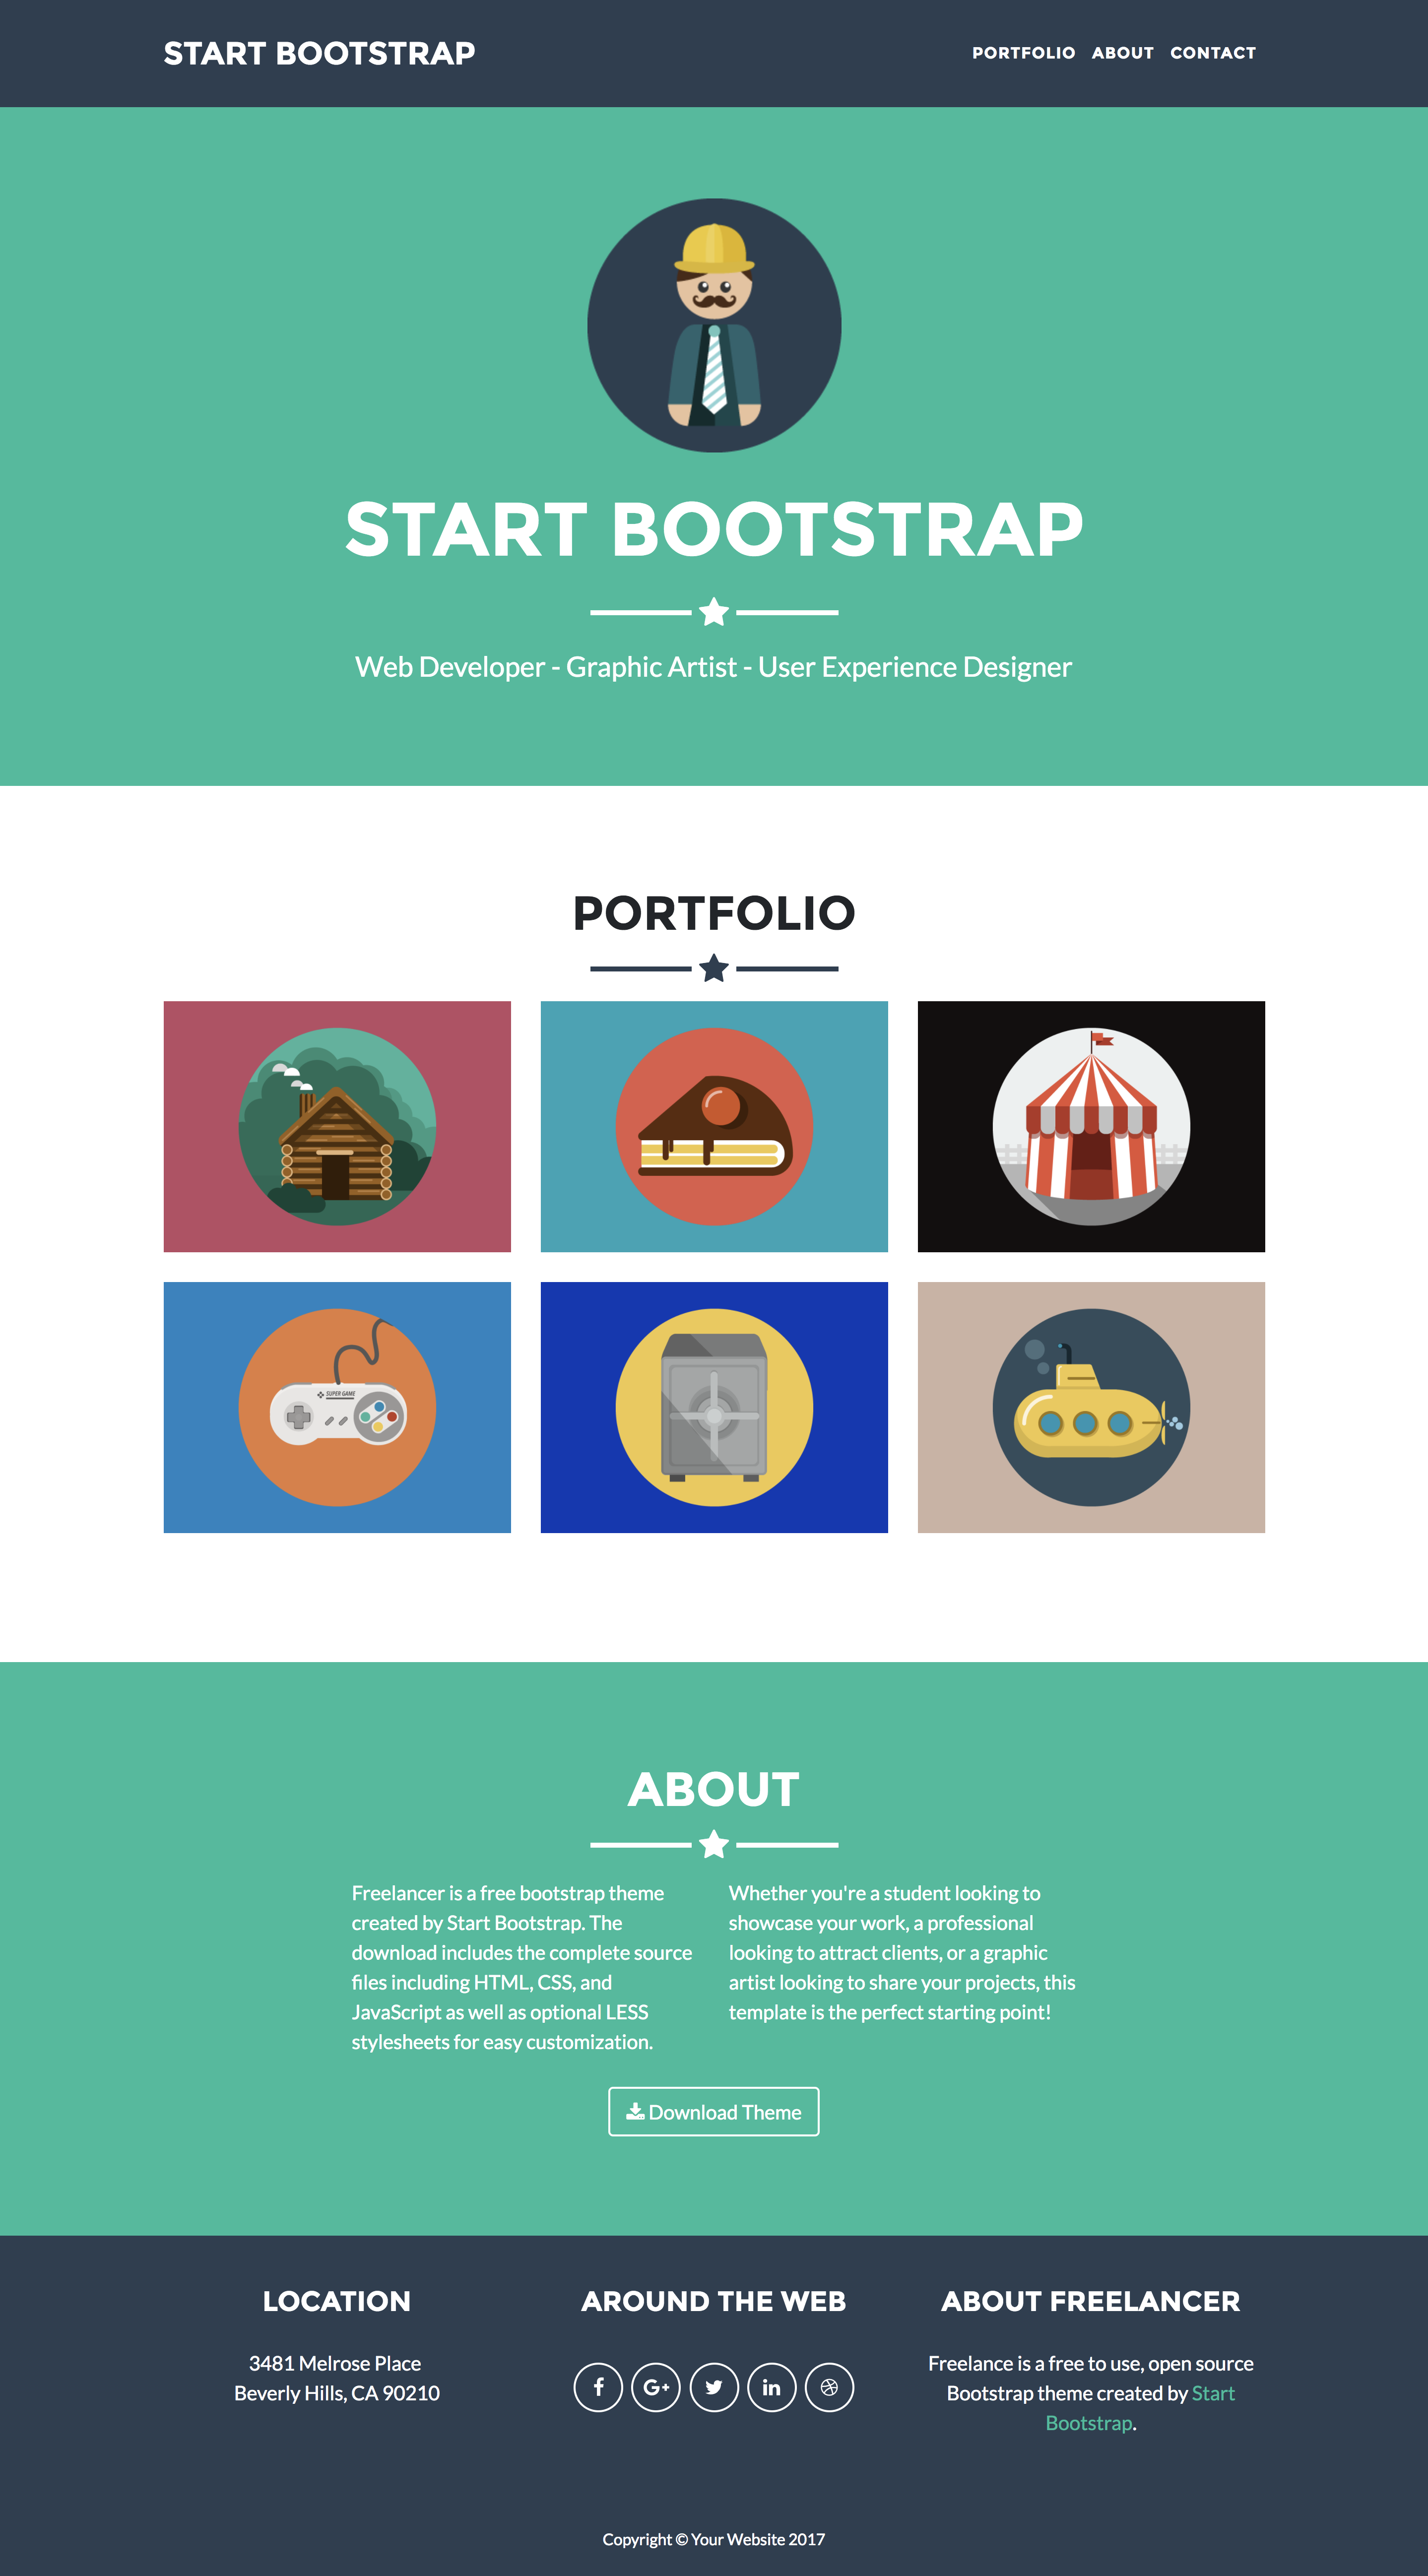 START BOOTSTRAP
PORTFOLIO ABOUT CONTACT
START BOOTSTRAP
Web Developer - Graphic Artist - User Experience Designer
PORTFOLIO
SUPER GAME
ABOUT
Freelancer is a free bootstrap theme
created by Start Bootstrap. The
download includes the complete source
files including HTML, CSS, and
JavaScript as well as optional LESS
stylesheets for easy customization.
Whether you're a student looking to
showcase your work, a professional
looking to attract clients, or a graphic
artist looking to share your projects, this
template is the perfect starting point!
Download Theme
LOCATION
3481 Melrose Place
Beverly Hills, CA 90210
AROUND THE WEB
ABOUT FREELANCER
Freelance is a free to use, open source
Bootstrap theme created by Start
Bootstrap.
Copyright © Your Website 2017